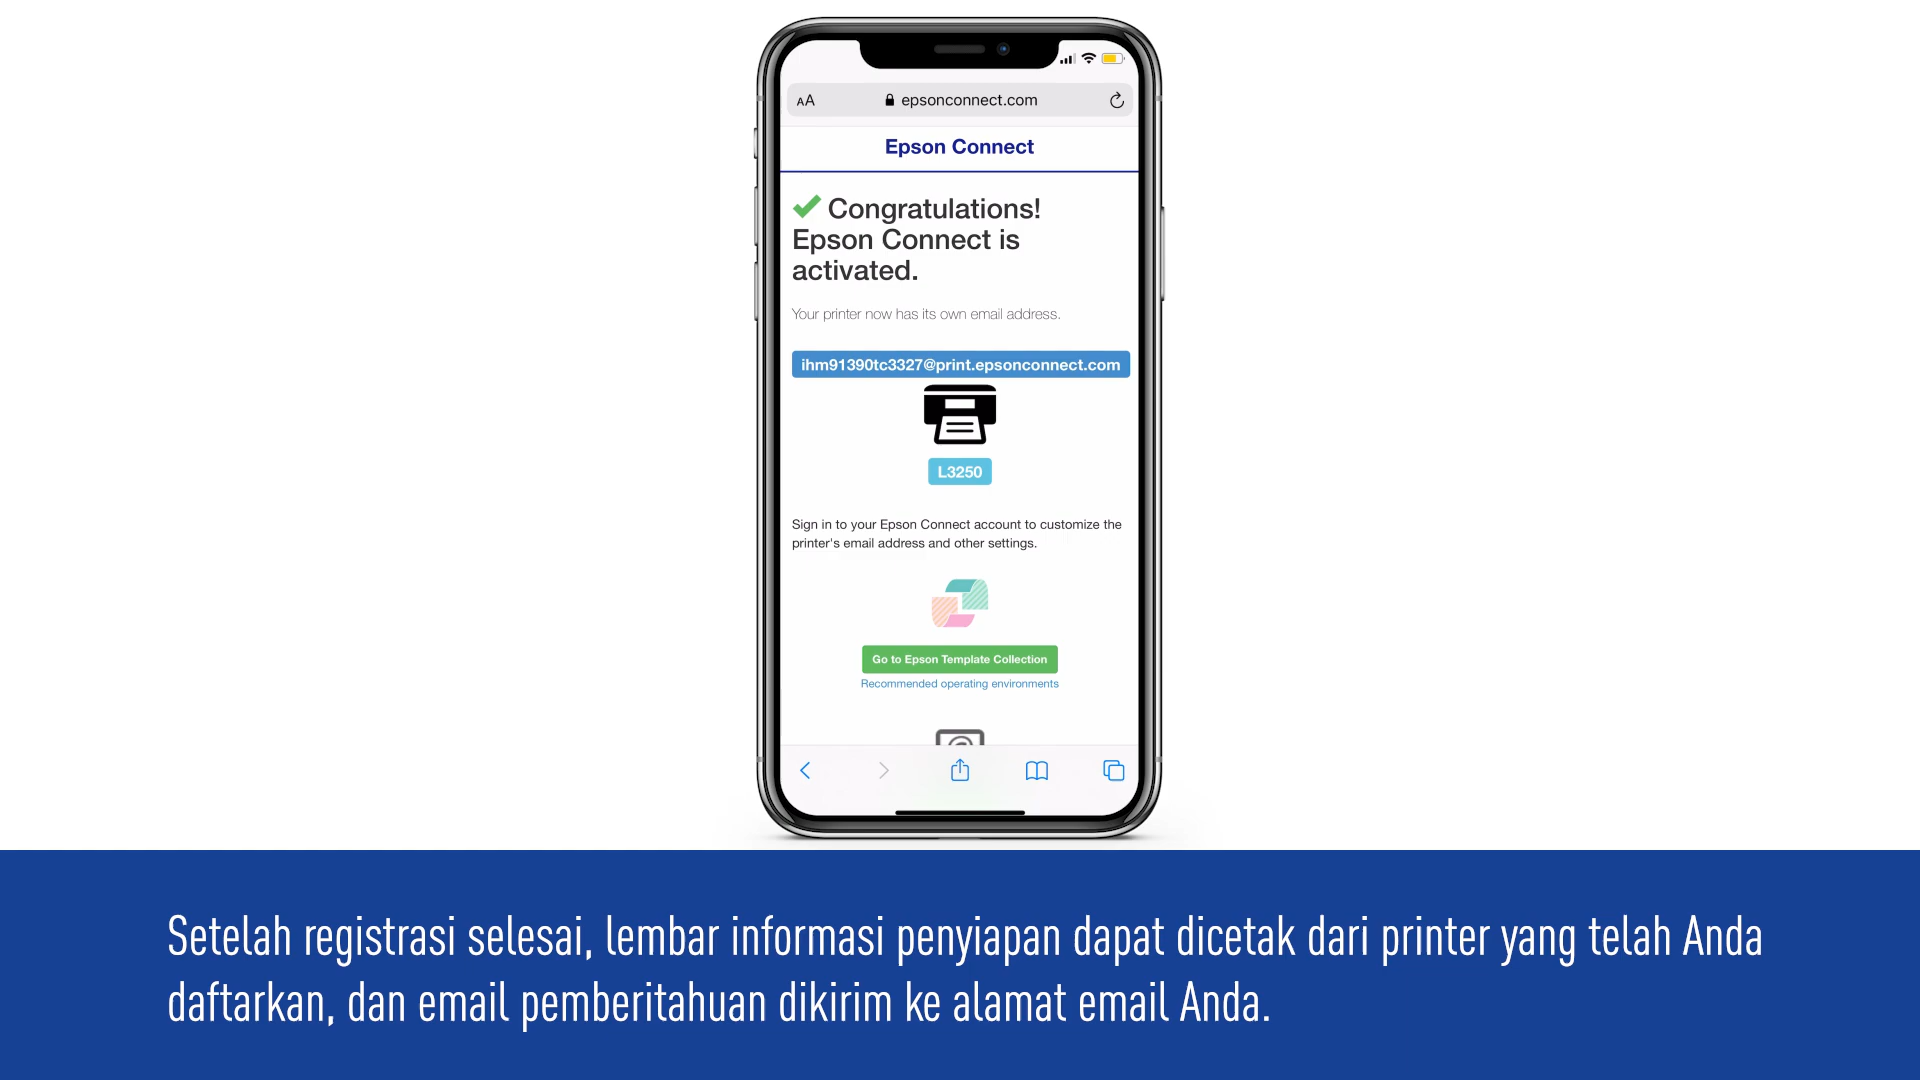 AA epsonconnect.com
Epson Connect
Congratulations!
Epson Connect is
activated.
Your printer now has its own email address.
ihm91390tc3327@print.epsonconnect.com
L3250
Sign in to your Epson Connect account to customize the
printer's email address and other settings.
Go to Epson Template Collection
Recommended operating environments
Setelah registrasi selesai, lembar informasi penyiapan dapat dicetak dari printer yang telah Anda
daftarkan, dan email pemberitahuan dikirim ke alamat email Anda.